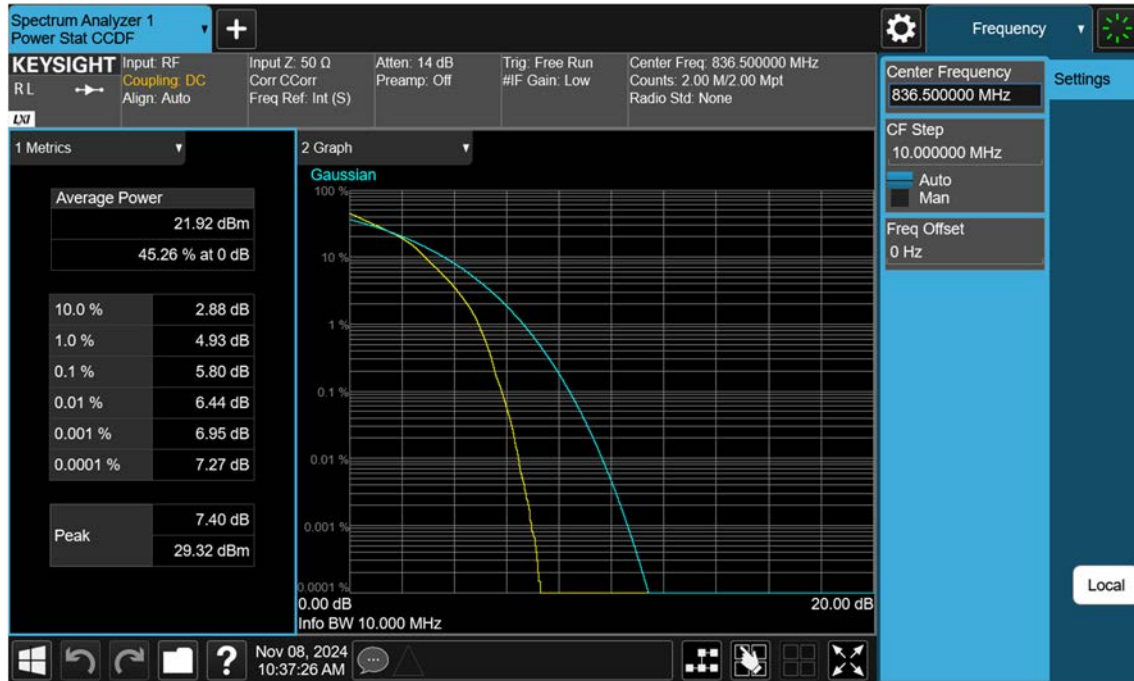 Spectrum Analyzer 1
Power Stat CCDF
+
Frequency
KEYSIGHT
R L
LXI
Input: RF
Coupling: DC
Align: Auto
Input Z: 50 Ω
Corr CCorr
Freq Ref: Int (S)
Atten: 14 dB
Preamp: Off
Trig: Free Run
#IF Gain: Low
Center Freq: 836.500000 MHz
Counts: 2.00 M/2.00 Mpt
Radio Std: None
Center Frequency
836.500000 MHz
Settings
CF Step
10.000000 MHz
Auto
Man
Freq Offset
0 Hz
Local
1 Metrics
Average Power
21.92 dBm
45.26 % at 0 dB
10.0 % 2.88 dB
1.0 % 4.93 dB
0.1 % 5.80 dB
0.01 % 6.44 dB
0.001 % 6.95 dB
0.0001 % 7.27 dB
Peak
7.40 dB
29.32 dBm
2 Graph
Gaussian
100 %
10 %
1 %
0.1 %
0.01 %
0.001 %
0.0001 %
0.00 dB 20.00 dB
Info BW 10.000 MHz
?
Nov 08, 2024
10:37:26 AM